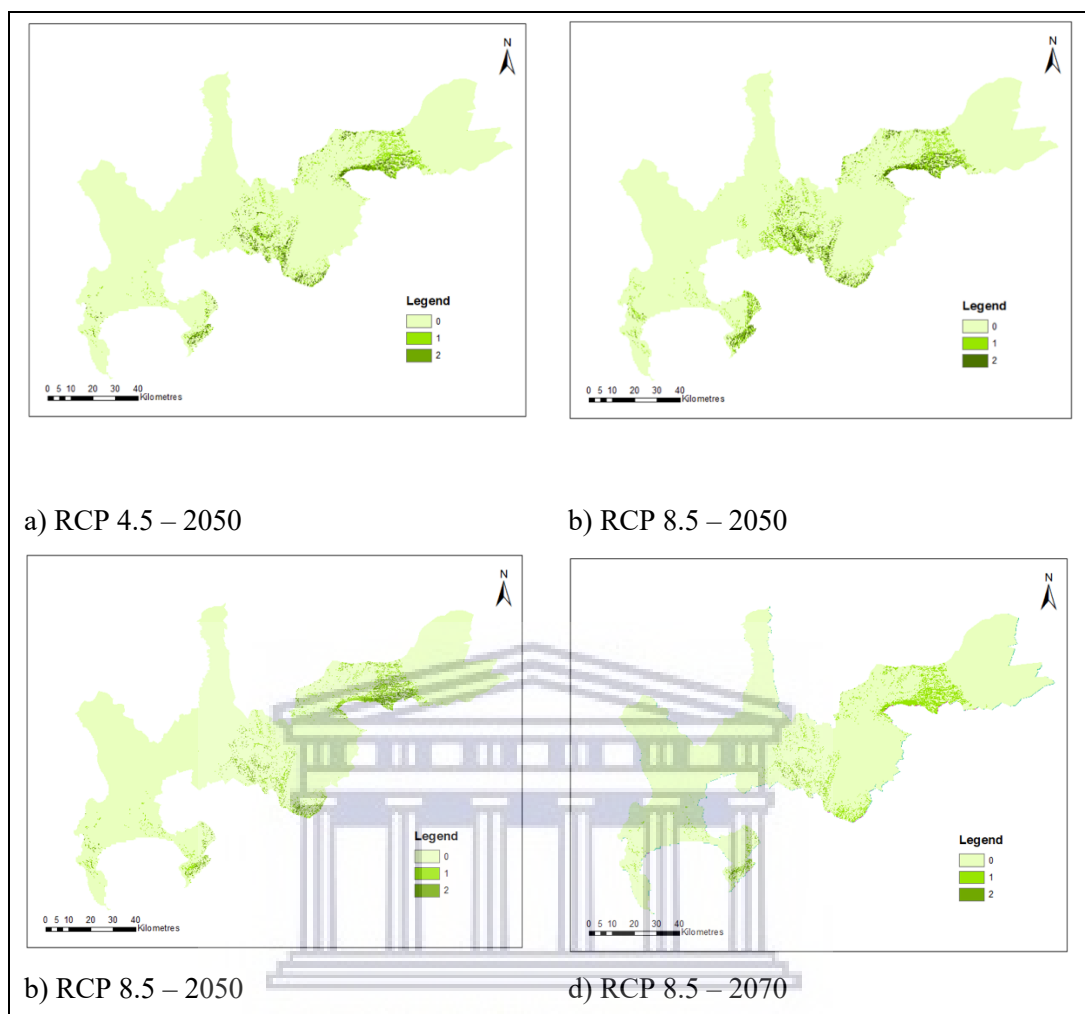 N
N
Legend
0
1
2
0 5 10 20 30 40
Kilometres
Legend
0
1
2
0 5 10 20 30 40
Kilometres
a) RCP 4.5 – 2050
b) RCP 8.5 – 2050
N
N
Legend
0
1
2
0 5 10 20 30 40
Kilometres
Legend
0
1
2
0 5 10 20 30 40
Kilometres
b) RCP 8.5 – 2050
d) RCP 8.5 – 2070